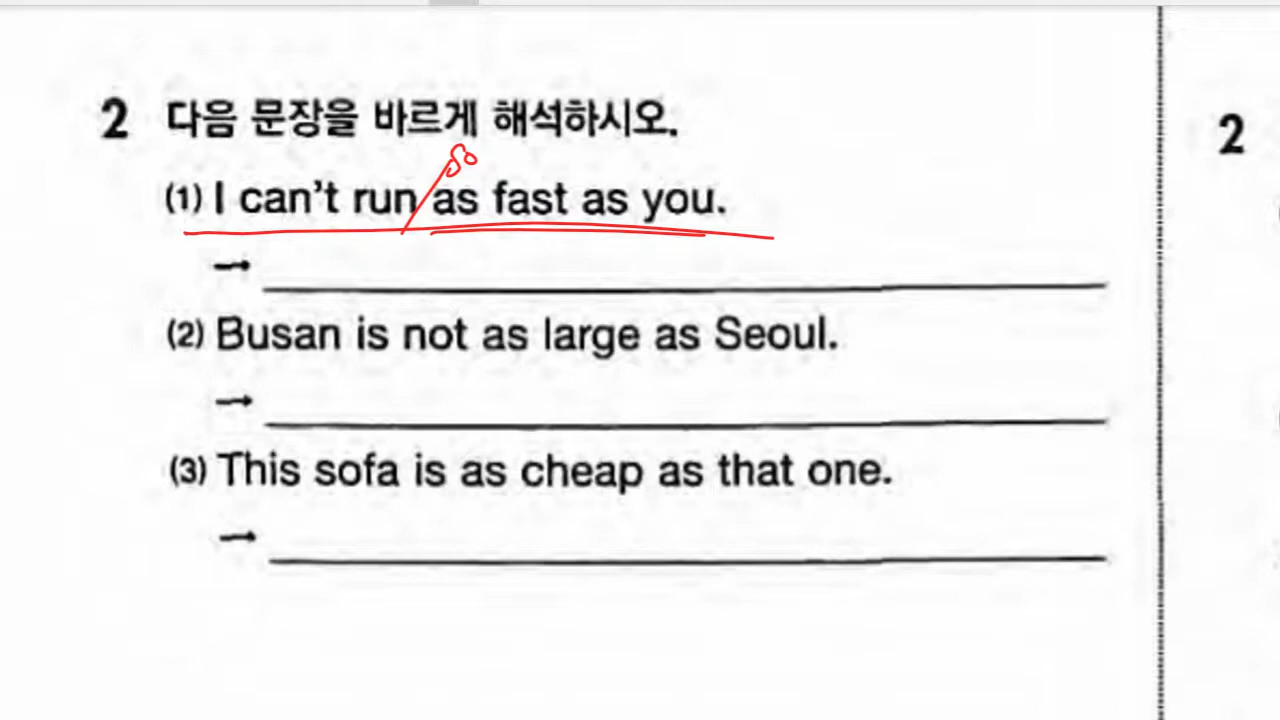 2 다음 문장을 바르게 해석하시오.
so
(1) I can't run as fast as you.
→
(2) Busan is not as large as Seoul.
→
(3) This sofa is as cheap as that one.
→
2